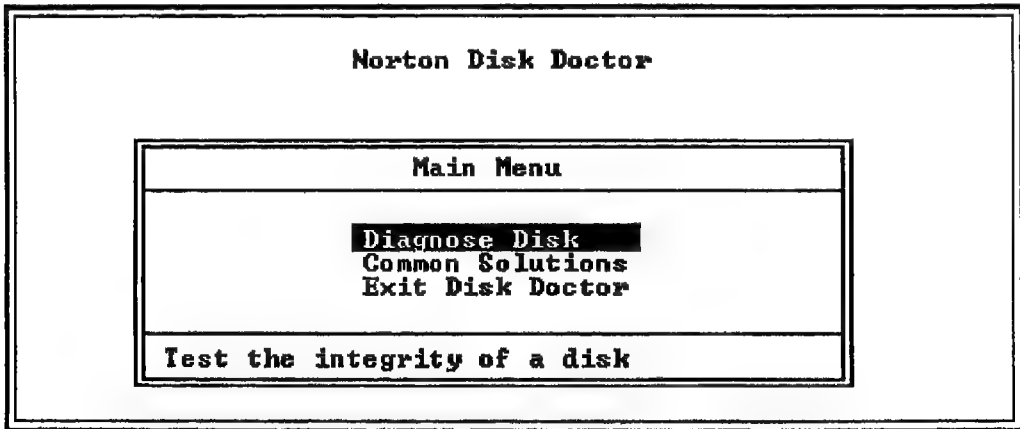 Norton Disk Doctor
Main Menu
Diagnose Disk
Common Solutions
Exit Disk Doctor
Test the integrity of a disk